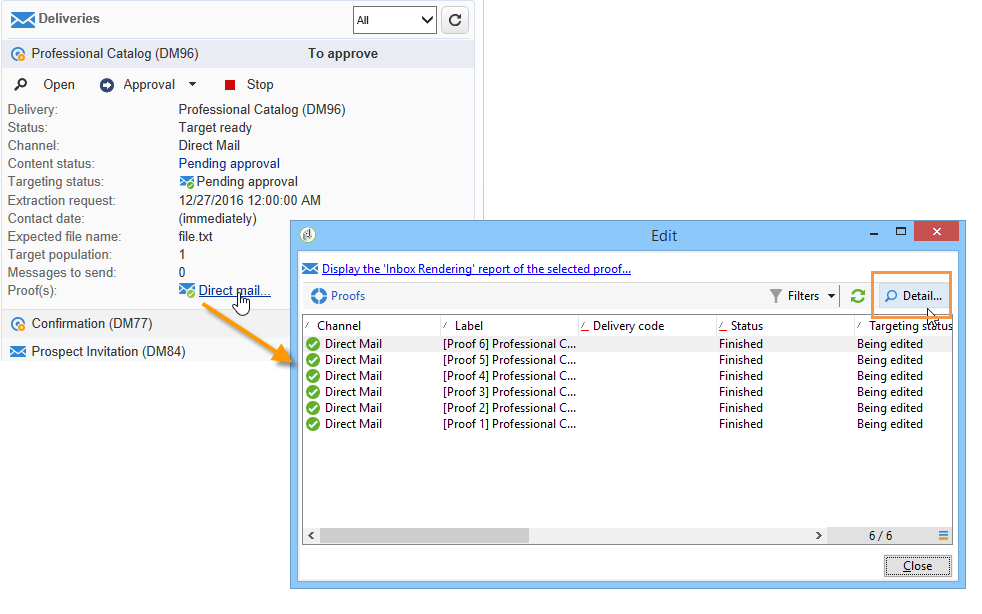 Deliveries All
Professional Catalog (DM96) To approve
Open Approval Stop
Delivery: Professional Catalog (DM96)
Status: Target ready
Channel: Direct Mail
Content status: Pending approval
Targeting status: Pending approval
Extraction request: 12/27/2016 12:00:00 AM
Contact date: (immediately)
Expected file name: file.txt
Target population: 1
Messages to send: 0
Proof(s): Direct mail...
Confirmation (DM77)
Prospect Invitation (DM84)
Edit
Display the 'Inbox Rendering' report of the selected proof...
Proofs Filters Detail...
Channel Label Delivery code Status Targeting status
Direct Mail [Proof 6] Professional C... Finished Being edited
Direct Mail [Proof 5] Professional C... Finished Being edited
Direct Mail [Proof 4] Professional C... Finished Being edited
Direct Mail [Proof 3] Professional C... Finished Being edited
Direct Mail [Proof 2] Professional C... Finished Being edited
Direct Mail [Proof 1] Professional C... Finished Being edited
6 / 6
Close